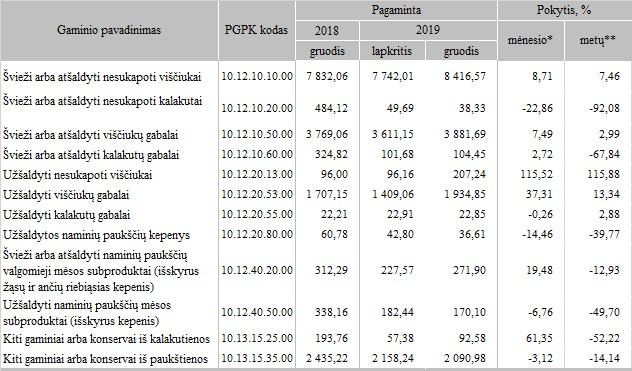 Gaminio pavadinimas PGPK kodas Pagaminta Pokytis, %
2018 2019 mėnesio* metų**
gruodis lapkritis gruodis
Švieži arba atšaldyti nesukapoti viščiukai 10.12.10.10.00 7 832,06 7 742,01 8 416,57 8,71 7,46
Švieži arba atšaldyti nesukapoti kalakutai 10.12.10.20.00 484,12 49,69 38,33 -22,86 -92,08
Švieži arba atšaldyti viščiukų gabalai 10.12.10.50.00 3 769,06 3 611,15 3 881,69 7,49 2,99
Švieži arba atšaldyti kalakutų gabalai 10.12.10.60.00 324,82 101,68 104,45 2,72 -67,84
Užšaldyti nesukapoti viščiukai 10.12.20.13.00 96,00 96,16 207,24 115,52 115,88
Užšaldyti viščiukų gabalai 10.12.20.53.00 1 707,15 1 409,06 1 934,85 37,31 13,34
Užšaldyti kalakutų gabalai 10.12.20.55.00 22,21 22,91 22,85 -0,26 2,88
Užšaldytos naminių paukščių kepenys 10.12.20.80.00 60,78 42,80 36,61 -14,46 -39,77
Švieži arba atšaldyti naminių paukščių
valgomieji mėsos subproduktai (išskyrus 10.12.40.20.00 312,29 227,57 271,90 19,48 -12,93
žąsų ir ančių riebiąsias kepenis)
Užšaldyti naminių paukščių mėsos
subproduktai (išskyrus kepenis) 10.12.40.50.00 338,16 182,44 170,10 -6,76 -49,70
Kiti gaminiai arba konservai iš kalakutienos 10.13.15.25.00 193,76 57,38 92,58 61,35 -52,22
Kiti gaminiai arba konservai iš paukštienos 10.13.15.35.00 2 435,22 2 158,24 2 090,98 -3,12 -14,14